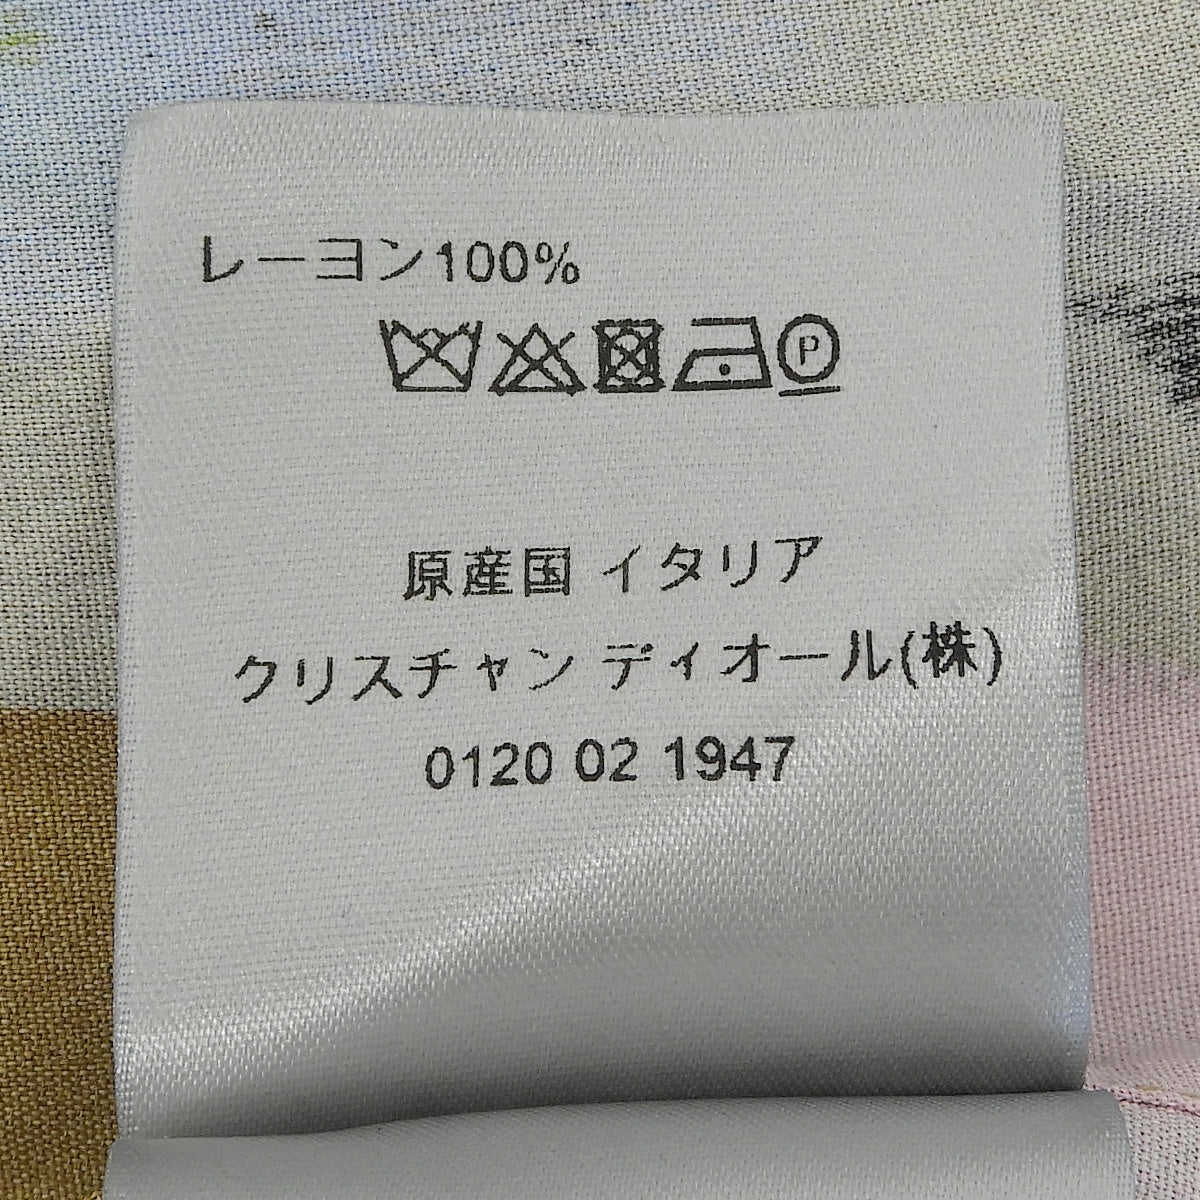 レーヨン100%
P
原産国 イタリア
クリスチャン ディオール(株)
0120 02 1947